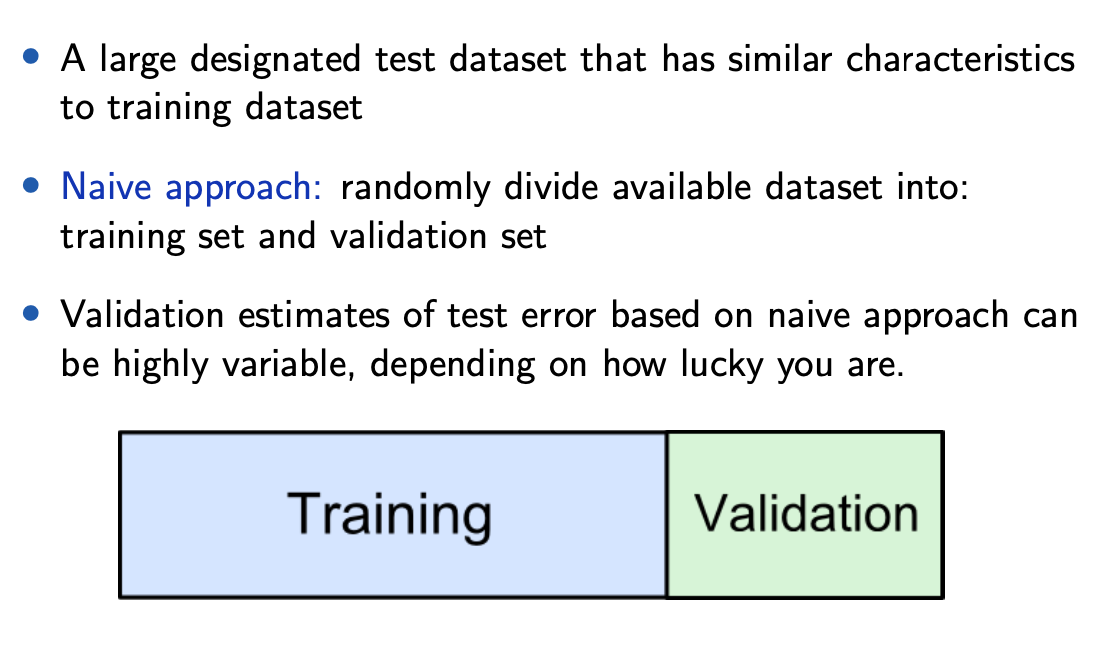 A large designated test dataset that has similar characteristics
to training dataset
Naive approach: randomly divide available dataset into:
training set and validation set
Validation estimates of test error based on naive approach can
be highly variable, depending on how lucky you are.
Training
Validation